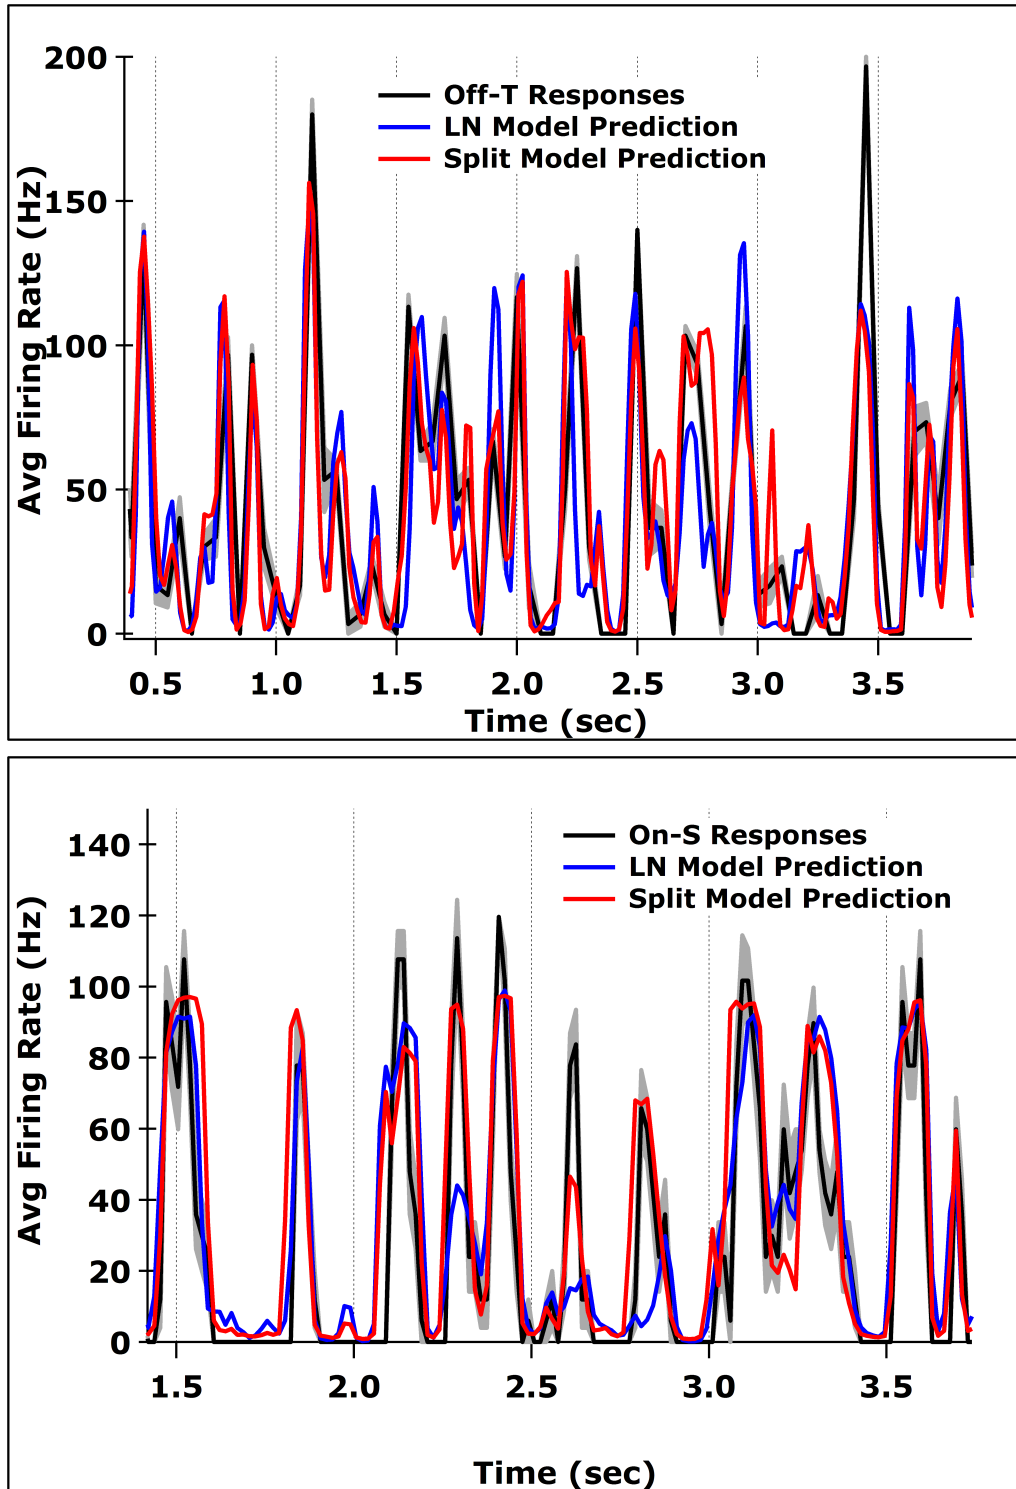 200
150
100
50
0
Avg Firing Rate (Hz)
Off-T Responses
LN Model Prediction
Split Model Prediction
0.5 1.0 1.5 2.0 2.5 3.0 3.5
Time (sec)
140
120
100
80
60
40
20
0
Avg Firing Rate (Hz)
On-S Responses
LN Model Prediction
Split Model Prediction
1.5 2.0 2.5 3.0 3.5
Time (sec)